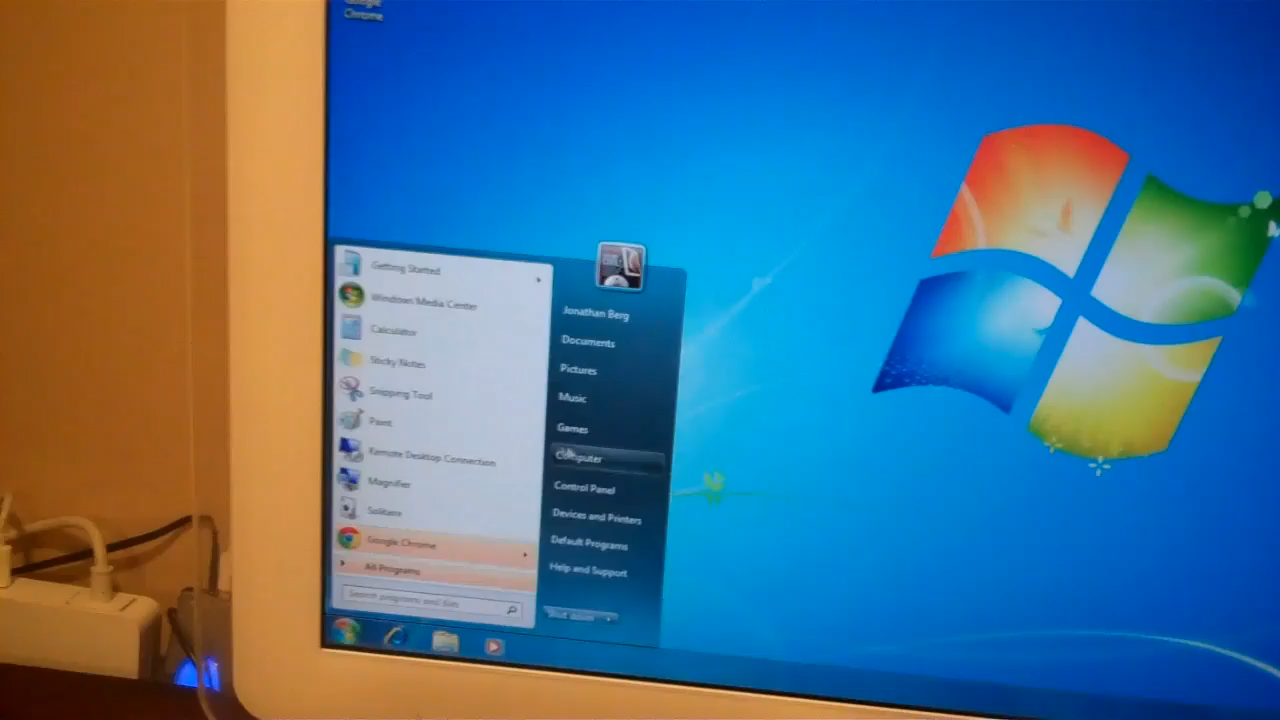 Google
Chrome
Getting Started
Windows Media Center
Calculator
Sticky Notes
Snipping Tool
Paint
Remote Desktop Connection
Magnifier
Solitaire
Google Chrome
All Programs
Search programs and files
Jonathan Berg
Documents
Pictures
Music
Games
Computer
Control Panel
Devices and Printers
Default Programs
Help and Support
Shut down